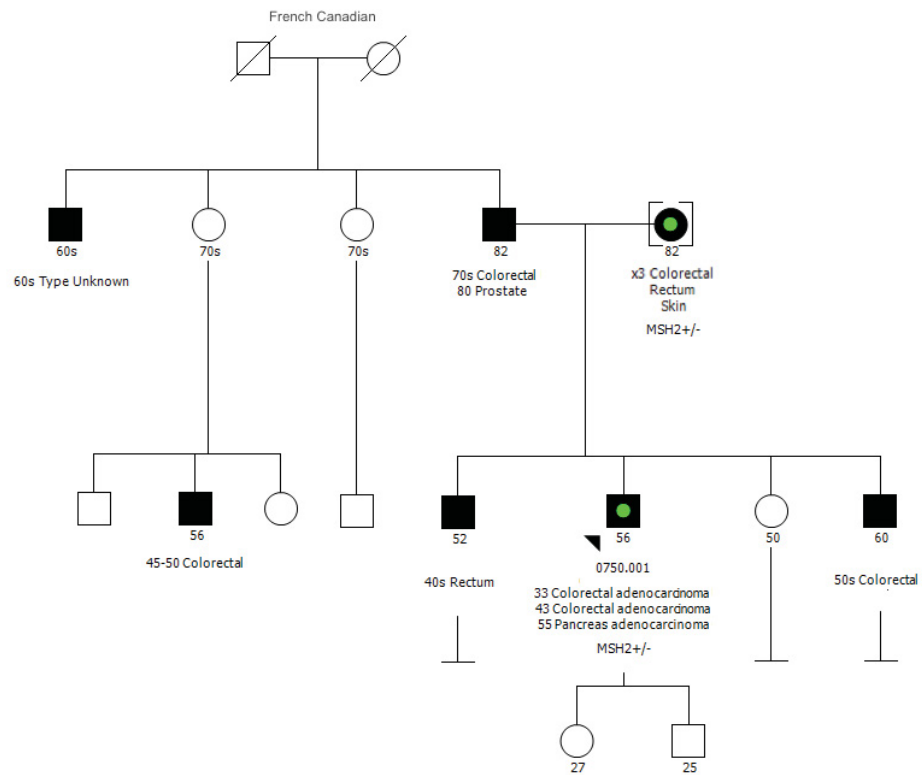 French Canadian
60s
70s
70s
82
82
60s Type Unknown
70s Colorectal
80 Prostate
x3 Colorectal
Rectum
Skin
MSH2+/-
56
45-50 Colorectal
52
40s Rectum
56
0750.001
33 Colorectal adenocarcinoma
43 Colorectal adenocarcinoma
55 Pancreas adenocarcinoma
MSH2+/-
50
60
50s Colorectal
27
25